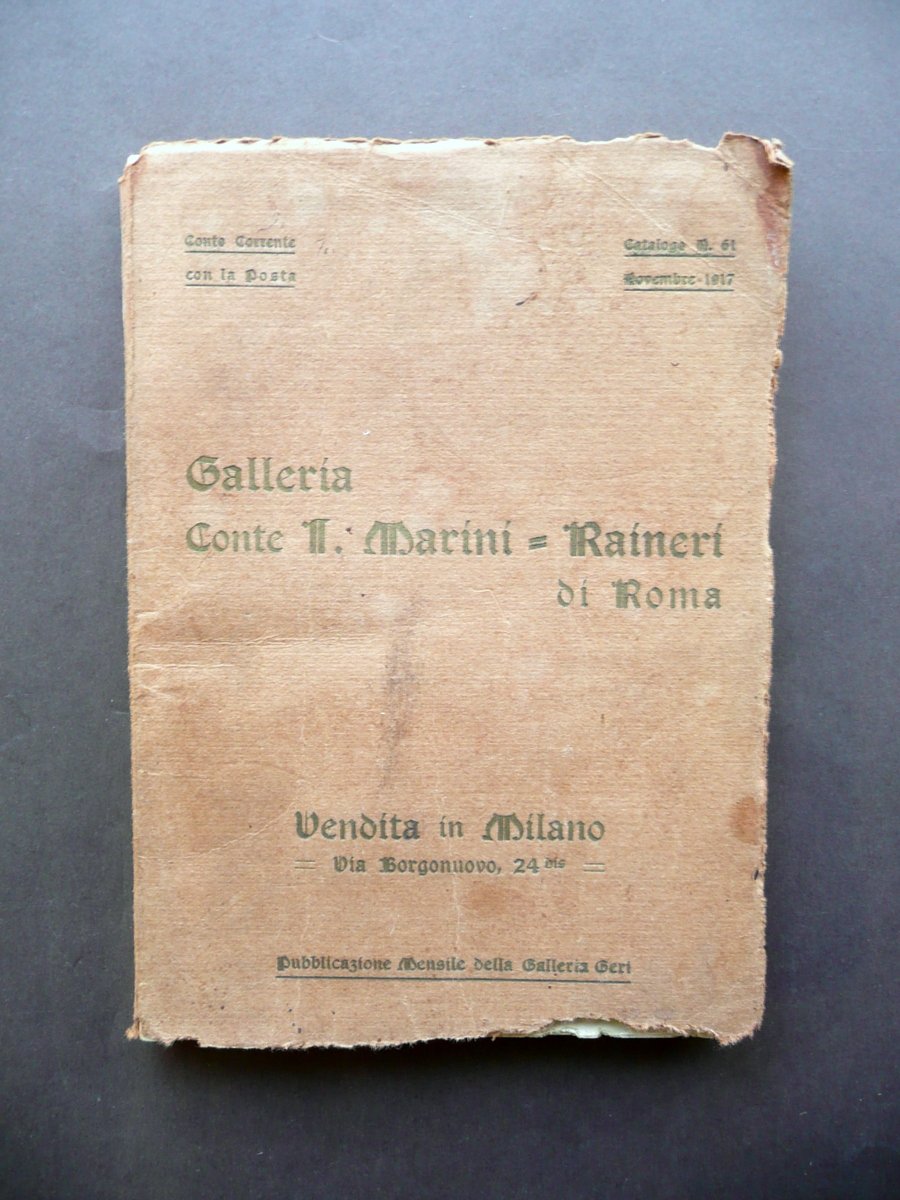 Conto Corrente
con la Posta
Catalogo N. 61
Novembre - 1917
Galleria
Conte T. Marini = Raineri
di Roma
Vendita in Milano
= Via Borgonuovo, 24 bis =
Pubblicazione Mensile della Galleria Geri